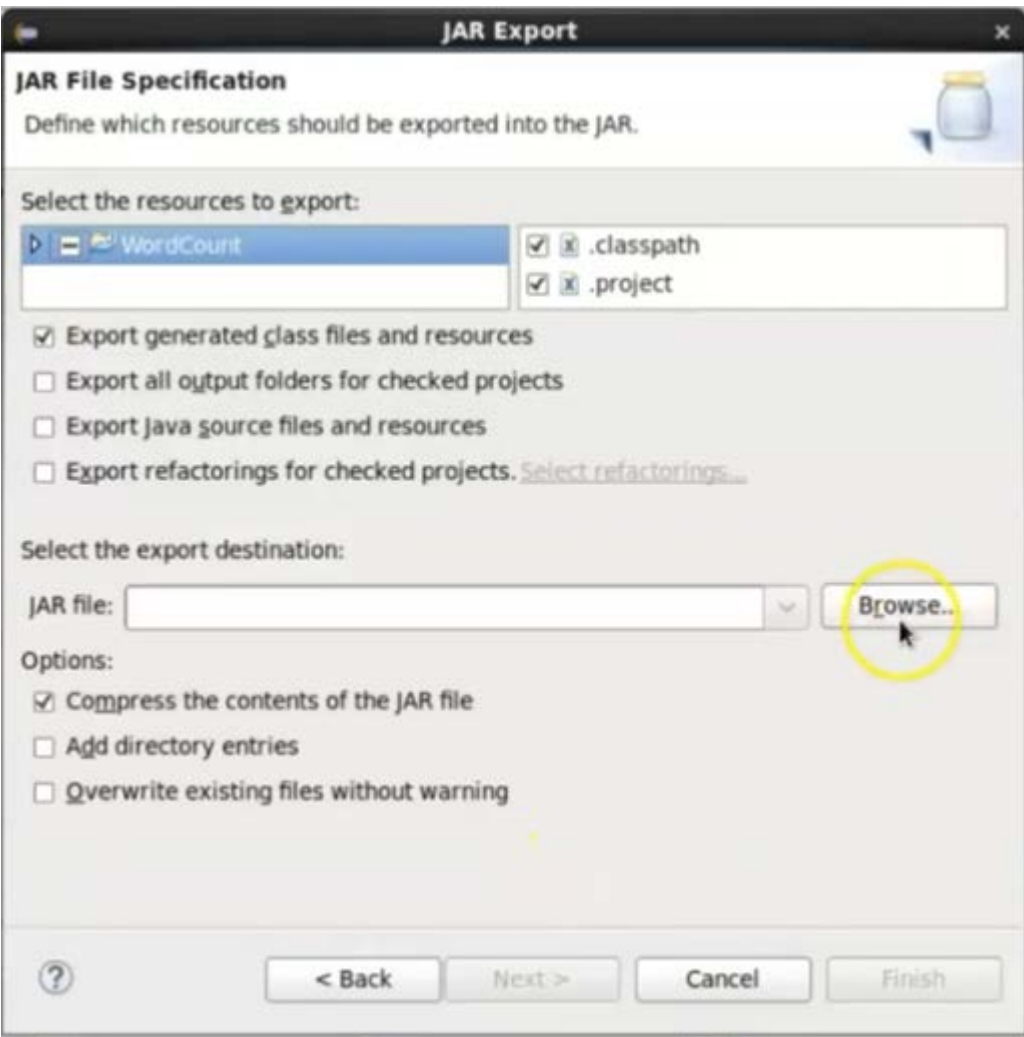 JAR Export
JAR File Specification
Define which resources should be exported into the JAR.
Select the resources to export:
WordCount
.classpath
.project
Export generated class files and resources
Export all output folders for checked projects
Export Java source files and resources
Export refactorings for checked projects. Select refactorings...
Select the export destination:
JAR file:
Browse...
Options:
Compress the contents of the JAR file
Add directory entries
Overwrite existing files without warning
< Back Next > Cancel Finish